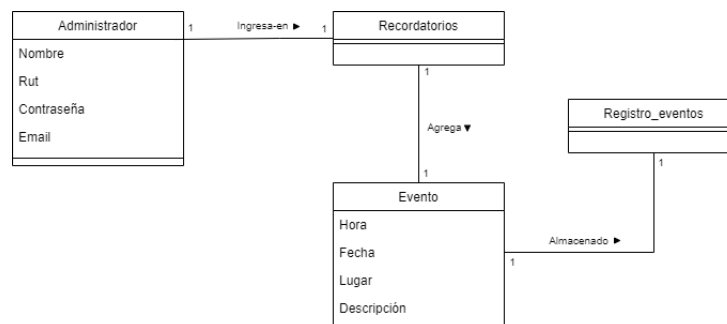 Administrador
Nombre
Rut
Contraseña
Email
1
Ingresa-en ►
1
Recordatorios
1
Agrega ▼
1
Evento
Hora
Fecha
Lugar
Descripción
1
Almacenado ►
1
Registro_eventos